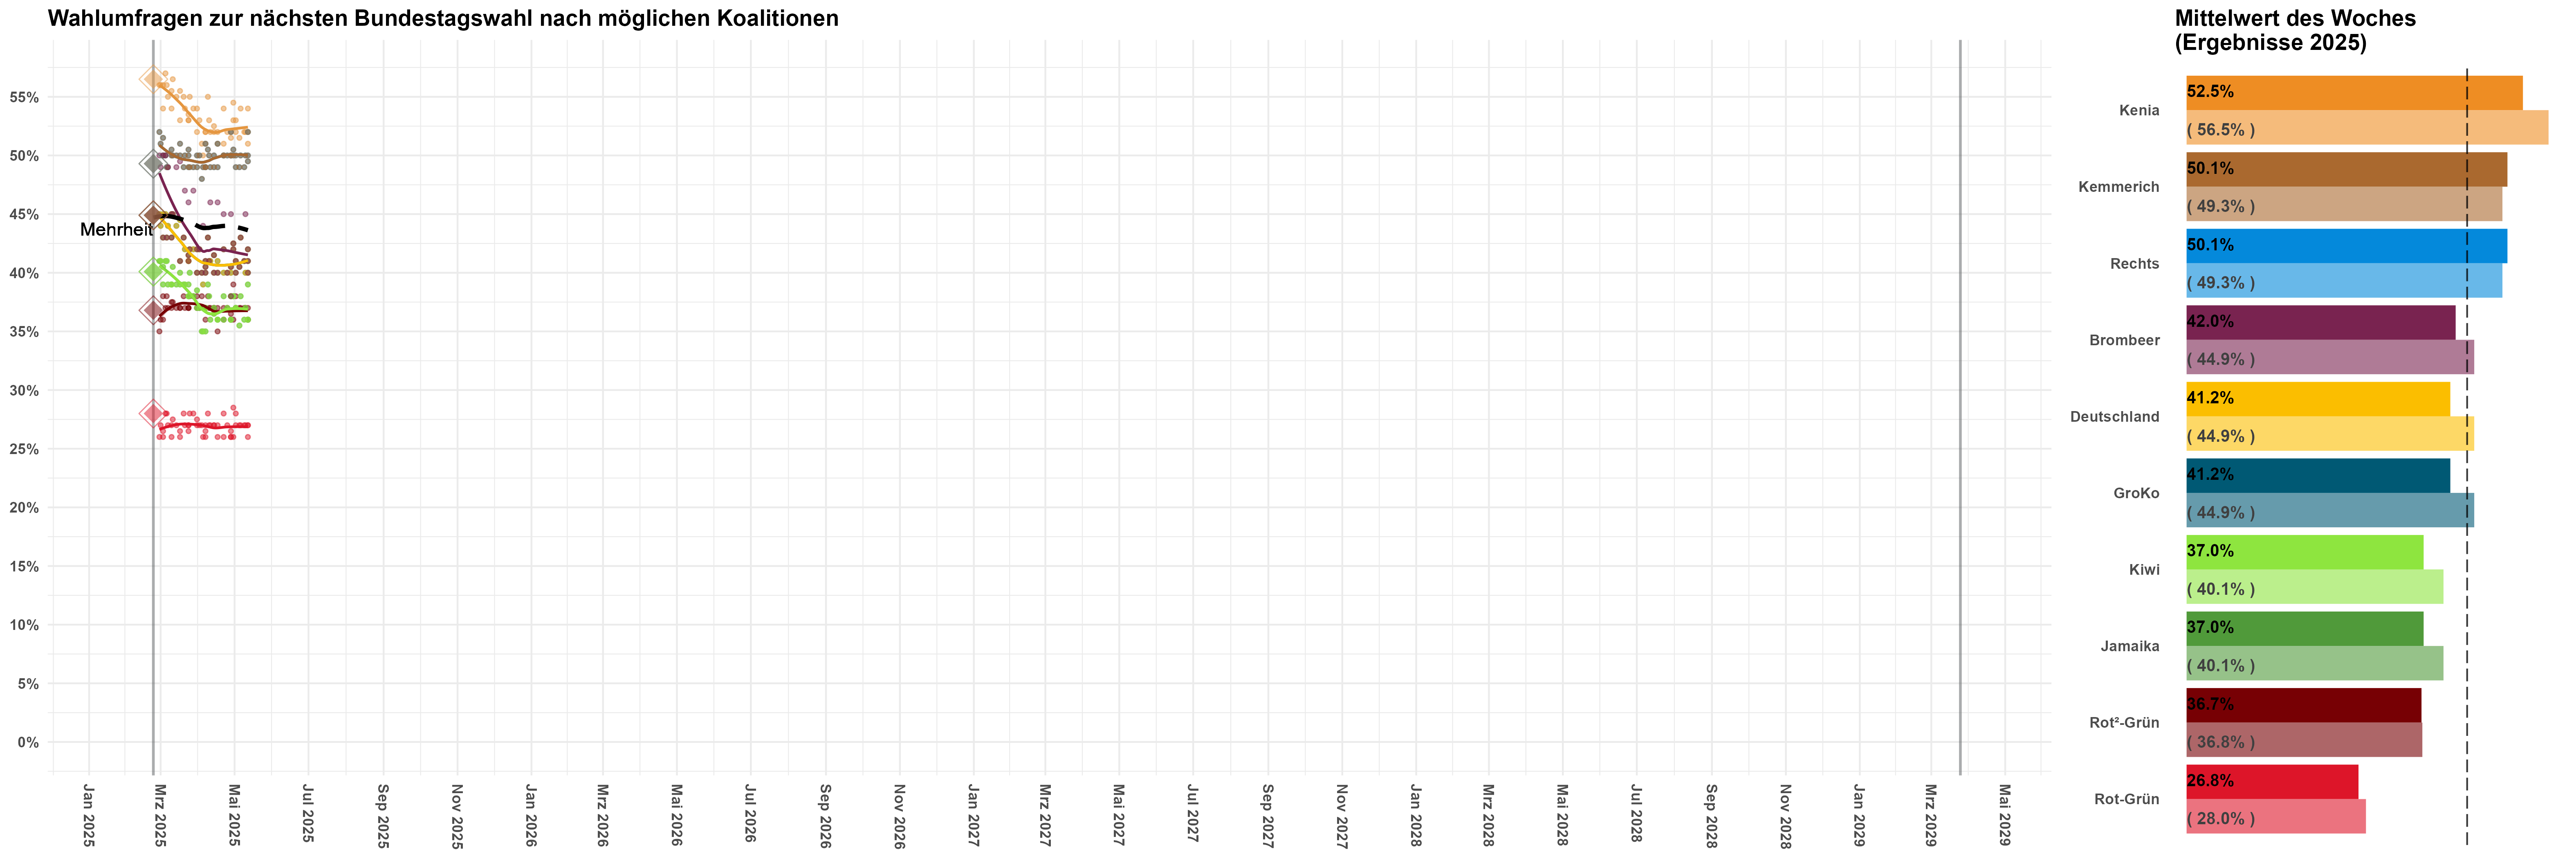 Wahlumfragen zur nächsten Bundestagswahl nach möglichen Koalitionen
55%
50%
45%
40%
35%
30%
25%
20%
15%
10%
5%
0%
Mehrheit
Jan 2025
Mrz 2025
Mai 2025
Jul 2025
Sep 2025
Nov 2025
Jan 2026
Mrz 2026
Mai 2026
Jul 2026
Sep 2026
Nov 2026
Jan 2027
Mrz 2027
Mai 2027
Jul 2027
Sep 2027
Nov 2027
Jan 2028
Mrz 2028
Mai 2028
Jul 2028
Sep 2028
Nov 2028
Jan 2029
Mrz 2029
Mai 2029
Mittelwert des Woches
(Ergebnisse 2025)
Kenia
52.5%
( 56.5% )
Kemmerich
50.1%
( 49.3% )
Rechts
50.1%
( 49.3% )
Brombeer
42.0%
( 44.9% )
Deutschland
41.2%
( 44.9% )
GroKo
41.2%
( 44.9% )
Kiwi
37.0%
( 40.1% )
Jamaika
37.0%
( 40.1% )
Rot²-Grün
36.7%
( 36.8% )
Rot-Grün
26.8%
( 28.0% )